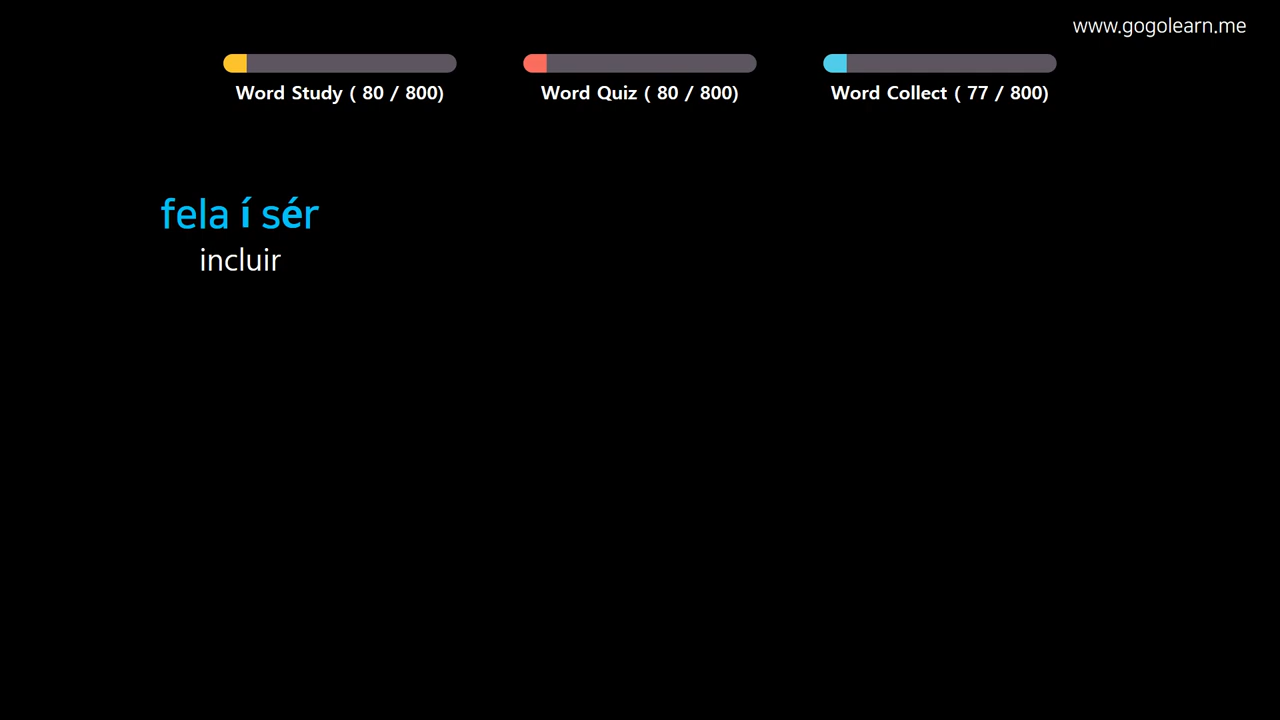 www.gogolearn.me
Word Study ( 80 / 800)
Word Quiz ( 80 / 800)
Word Collect ( 77 / 800)
fela í sér
incluir